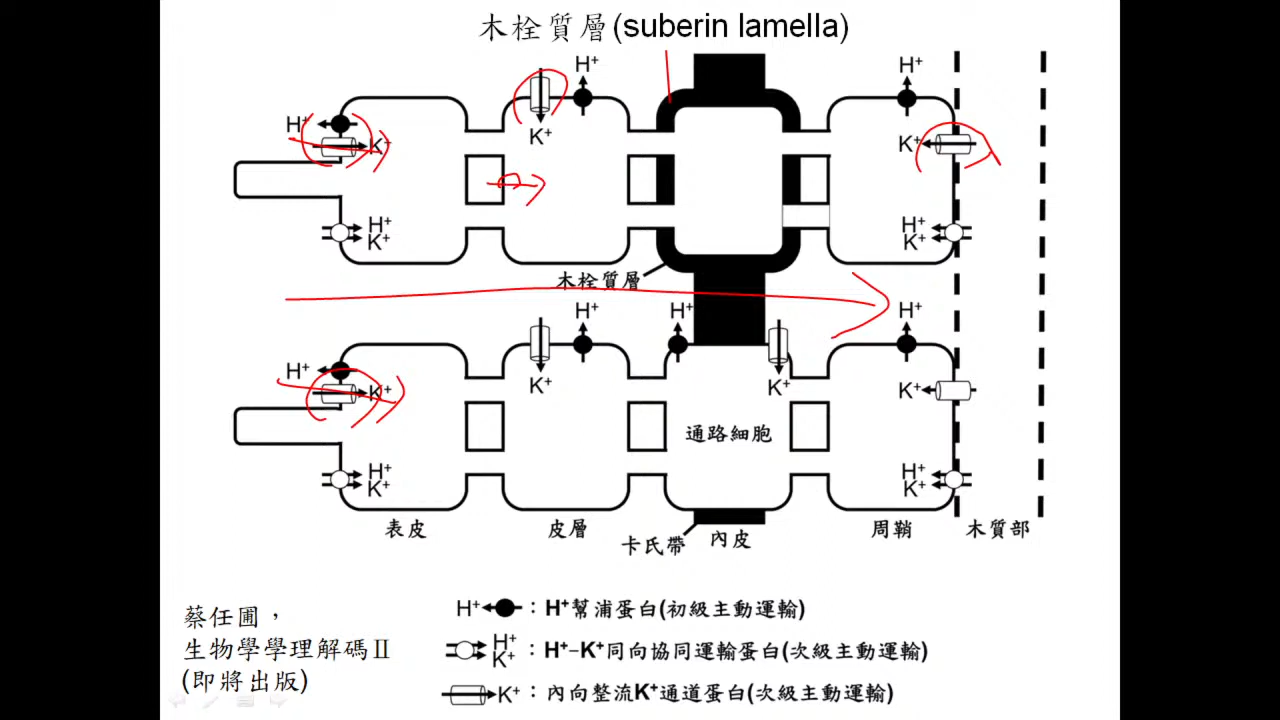 木栓質層(suberin lamella)
H⁺ H⁺ H⁺
K⁺ K⁺ K⁺
H⁺ H⁺
K⁺ K⁺
木栓質層
H⁺ H⁺ H⁺
H⁺ K⁺ K⁺ K⁺ K⁺
通路細胞
H⁺ H⁺
K⁺ K⁺
表皮 皮層 卡氏帶 內皮 周鞘 木質部
蔡任圃，
生物學學理解碼Ⅱ
(即將出版)
H⁺ ：H⁺幫浦蛋白(初級主動運輸)
H⁺ K⁺ ：H⁺–K⁺同向協同運輸蛋白(次級主動運輸)
K⁺：內向整流K⁺通道蛋白(次級主動運輸)